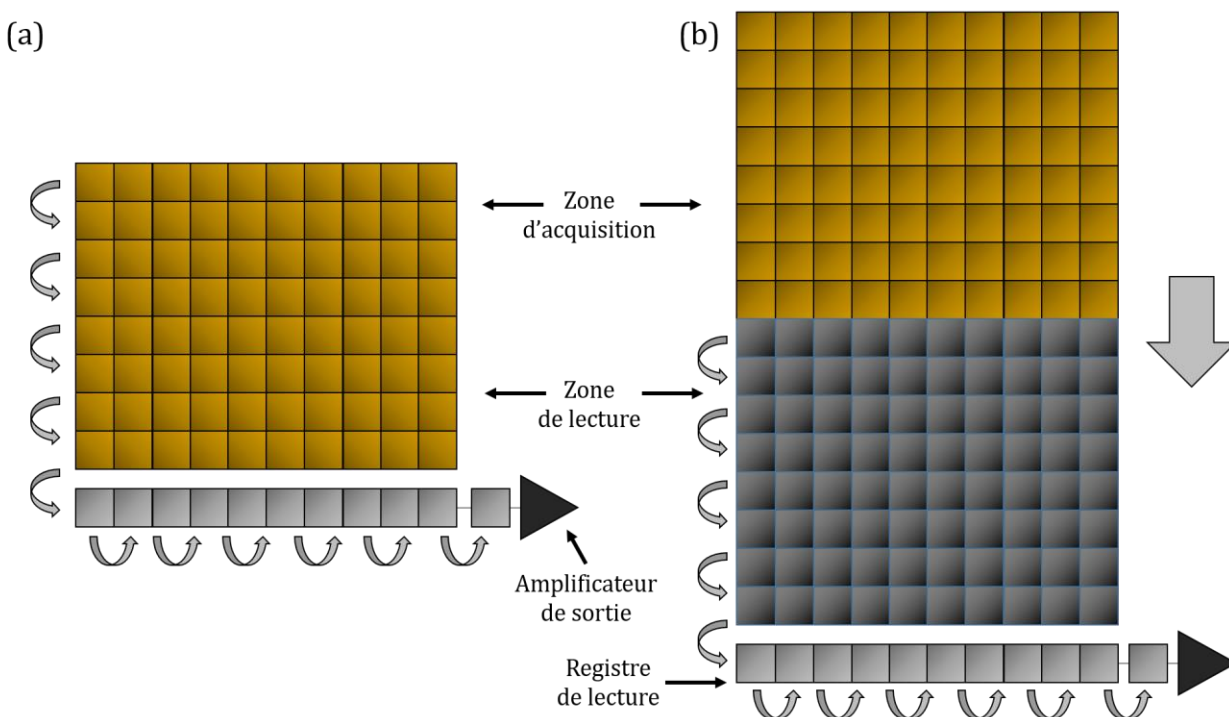 (a)
(b)
Zone
d'acquisition
Zone
de lecture
Amplificateur
de sortie
Registre
de lecture